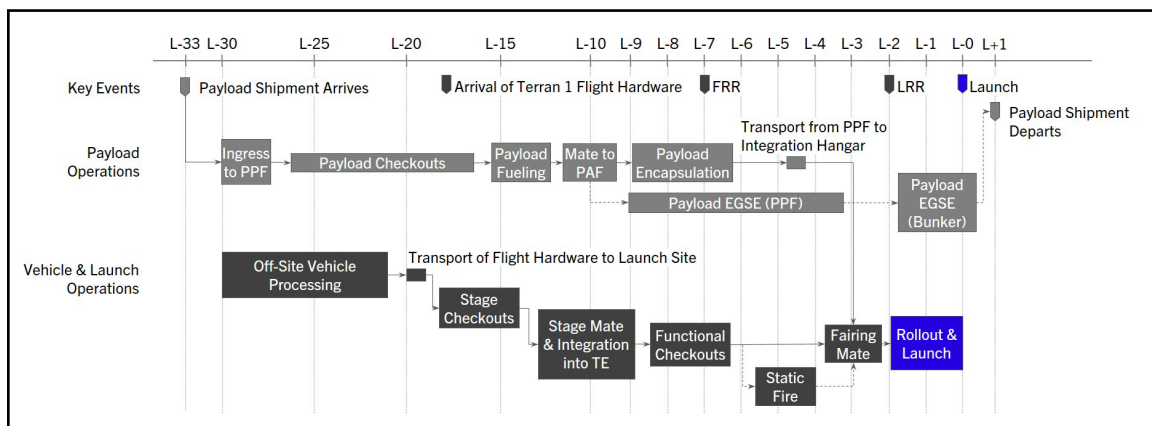 L-33 L-30 L-25 L-20 L-15 L-10 L-9 L-8 L-7 L-6 L-5 L-4 L-3 L-2 L-1 L-0 L+1
Key Events
Payload Shipment Arrives
Arrival of Terran 1 Flight Hardware
FRR
LRR
Launch
Payload Shipment
Departs
Payload
Operations
Ingress
to PPF
Payload Checkouts
Payload
Fueling
Mate to
PAF
Payload
Encapsulation
Transport from PPF to
Integration Hangar
Payload EGSE (PPF)
Payload
EGSE
(Bunker)
Vehicle & Launch
Operations
Off-Site Vehicle
Processing
Transport of Flight Hardware to Launch Site
Stage
Checkouts
Stage Mate
& Integration
into TE
Functional
Checkouts
Static
Fire
Fairing
Mate
Rollout &
Launch